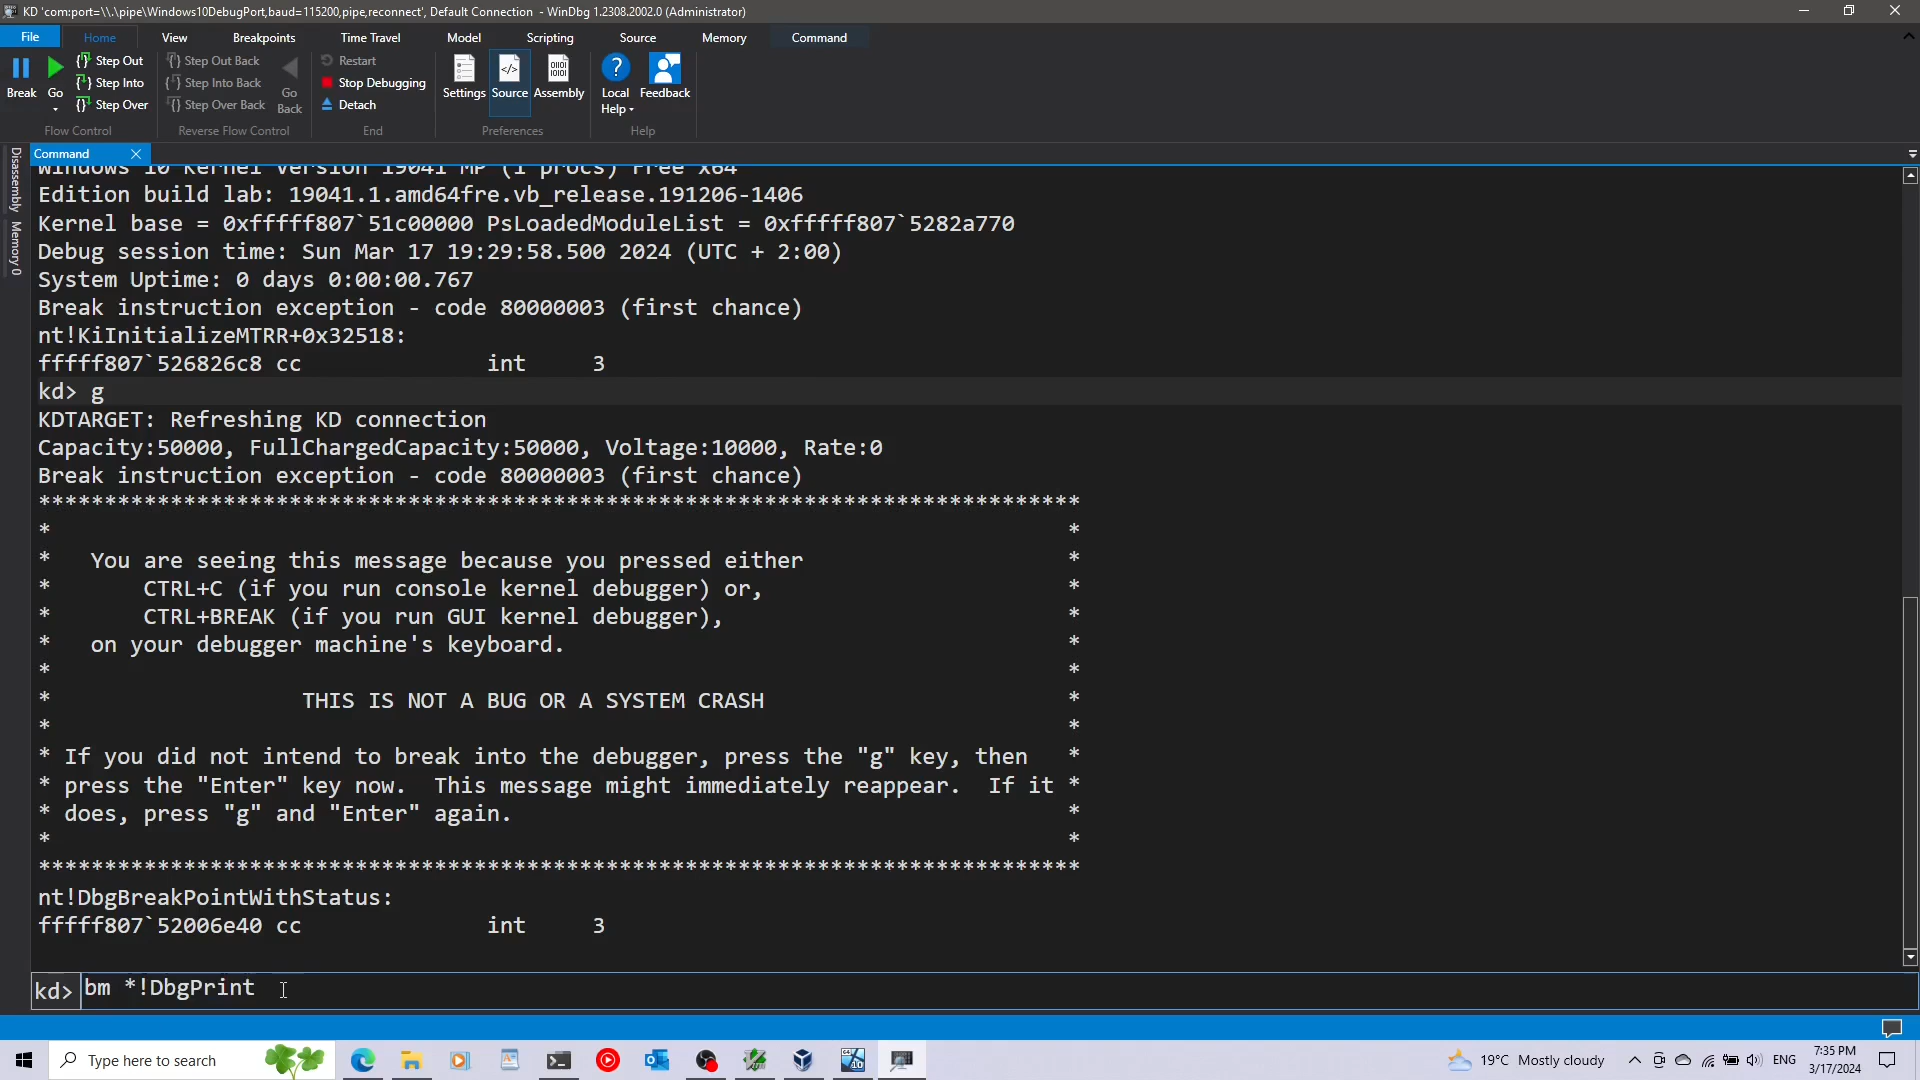 KD 'com:port=\\.\pipe\Windows10DebugPort,baud=115200,pipe,reconnect', Default Connection - WinDbg 1.2308.2002.0 (Administrator)
File Home View Breakpoints Time Travel Model Scripting Source Memory Command
Break Go
Step Out
Step Into
Step Over
Flow Control
Step Out Back
Step Into Back
Step Over Back
Go Back
Reverse Flow Control
Restart
Stop Debugging
Detach
End
Settings Source Assembly
Preferences
Local Help
Feedback
Help
Disassembly
Memory 0
Command
Windows 10 Kernel Version 19041 MP (1 procs) Free x64
Edition build lab: 19041.1.amd64fre.vb_release.191206-1406
Kernel base = 0xfffff807`51c00000 PsLoadedModuleList = 0xfffff807`5282a770
Debug session time: Sun Mar 17 19:29:58.500 2024 (UTC + 2:00)
System Uptime: 0 days 0:00:00.767
Break instruction exception - code 80000003 (first chance)
nt!KiInitializeMTRR+0x32518:
fffff807`526826c8 cc              int     3
kd> g
KDTARGET: Refreshing KD connection
Capacity:50000, FullChargedCapacity:50000, Voltage:10000, Rate:0
Break instruction exception - code 80000003 (first chance)
*******************************************************************************
*                                                                             *
*   You are seeing this message because you pressed either                    *
*       CTRL+C (if you run console kernel debugger) or,                       *
*       CTRL+BREAK (if you run GUI kernel debugger),                          *
*   on your debugger machine's keyboard.                                      *
*                                                                             *
*                   THIS IS NOT A BUG OR A SYSTEM CRASH                       *
*                                                                             *
* If you did not intend to break into the debugger, press the "g" key, then   *
* press the "Enter" key now.  This message might immediately reappear.  If it *
* does, press "g" and "Enter" again.                                          *
*                                                                             *
*******************************************************************************
nt!DbgBreakPointWithStatus:
fffff807`52006e40 cc              int     3
kd> bm *!DbgPrint
Type here to search
19°C Mostly cloudy
ENG
7:35 PM
3/17/2024